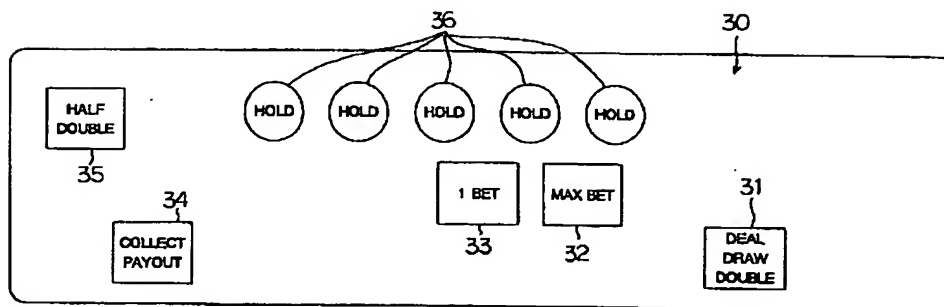 36
30
HOLD HOLD HOLD HOLD HOLD
HALF
DOUBLE
35
1 BET
33
MAX BET
32
31
DEAL
DRAW
DOUBLE
34
COLLECT
PAYOUT